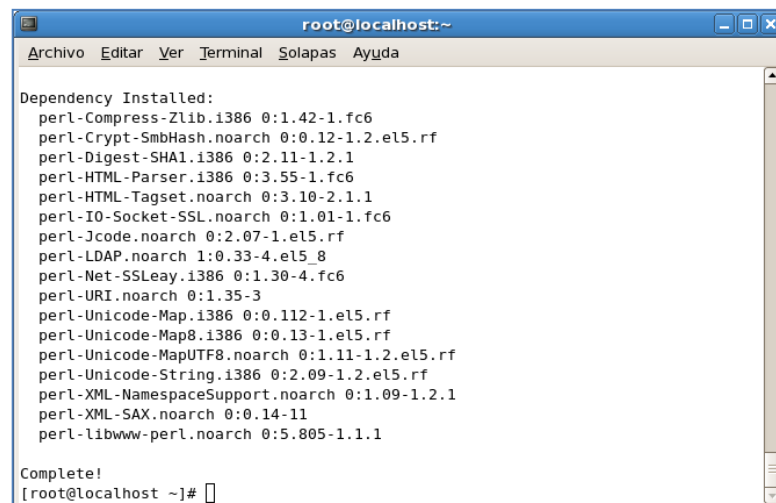 root@localhost:~
Archivo Editar Ver Terminal Solapas Ayuda
Dependency Installed:
  perl-Compress-Zlib.i386 0:1.42-1.fc6
  perl-Crypt-SmbHash.noarch 0:0.12-1.2.el5.rf
  perl-Digest-SHA1.i386 0:2.11-1.2.1
  perl-HTML-Parser.i386 0:3.55-1.fc6
  perl-HTML-Tagset.noarch 0:3.10-2.1.1
  perl-IO-Socket-SSL.noarch 0:1.01-1.fc6
  perl-Jcode.noarch 0:2.07-1.el5.rf
  perl-LDAP.noarch 1:0.33-4.el5_8
  perl-Net-SSLeay.i386 0:1.30-4.fc6
  perl-URI.noarch 0:1.35-3
  perl-Unicode-Map.i386 0:0.112-1.el5.rf
  perl-Unicode-Map8.i386 0:0.13-1.el5.rf
  perl-Unicode-MapUTF8.noarch 0:1.11-1.2.el5.rf
  perl-Unicode-String.i386 0:2.09-1.2.el5.rf
  perl-XML-NamespaceSupport.noarch 0:1.09-1.2.1
  perl-XML-SAX.noarch 0:0.14-11
  perl-libwww-perl.noarch 0:5.805-1.1.1
Complete!
[root@localhost ~]#